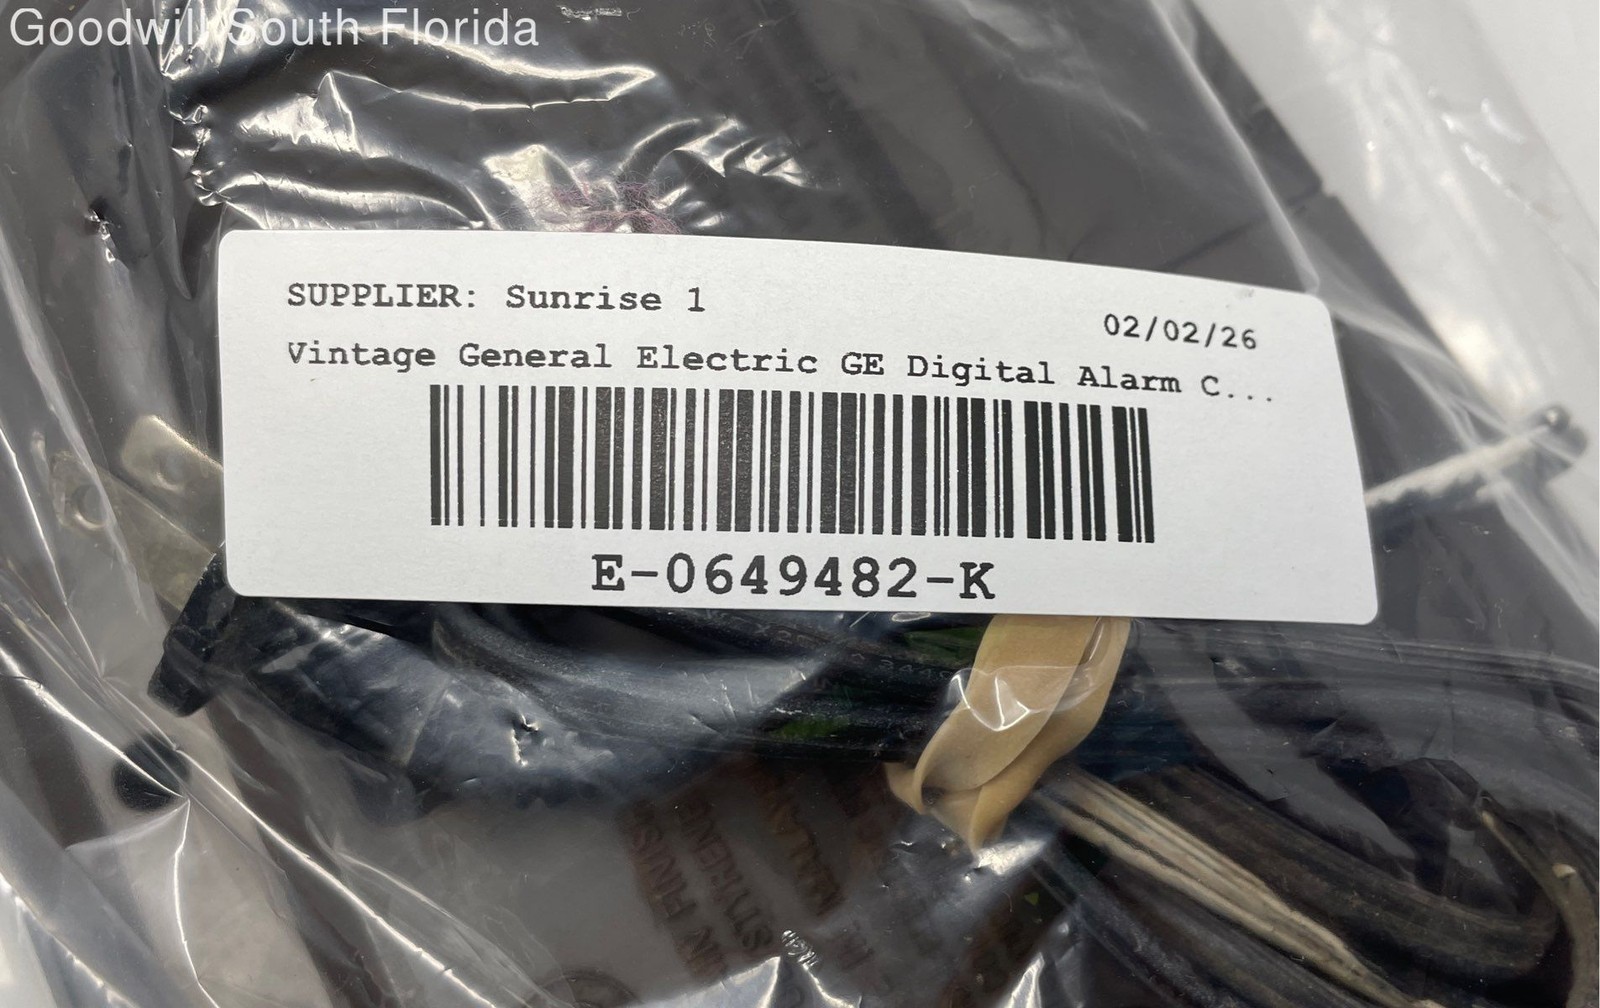 Goodwill South Florida
SUPPLIER: Sunrise 1
02/02/26
Vintage General Electric GE Digital Alarm C...
E-0649482-K